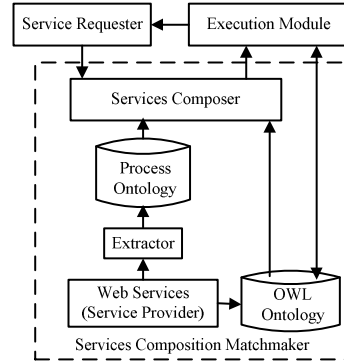 Service Requester
Execution Module
Services Composer
Process
Ontology
Extractor
Web Services
(Service Provider)
OWL
Ontology
Services Composition Matchmaker